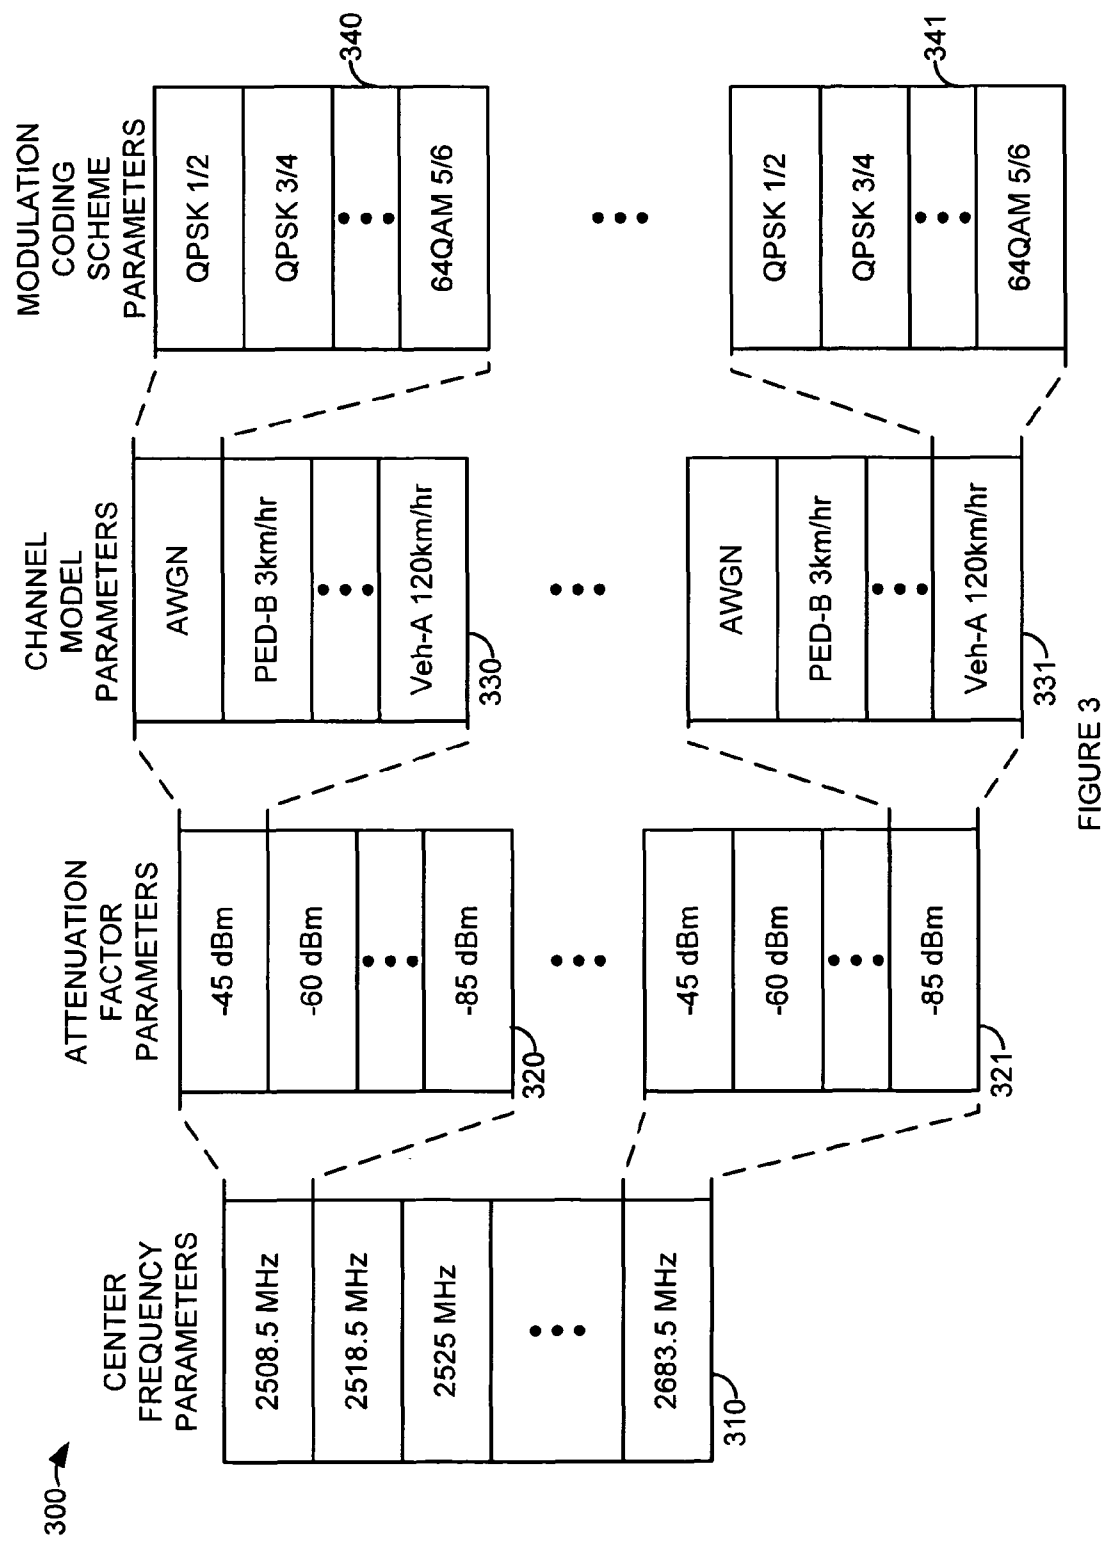 300
CENTER
FREQUENCY
PARAMETERS
2508.5 MHz
2518.5 MHz
2525 MHz
•••
2683.5 MHz
310
ATTENUATION
FACTOR
PARAMETERS
-45 dBm
-60 dBm
•••
-85 dBm
320
•••
-45 dBm
-60 dBm
•••
-85 dBm
321
CHANNEL
MODEL
PARAMETERS
AWGN
PED-B 3km/hr
•••
Veh-A 120km/hr
330
•••
AWGN
PED-B 3km/hr
•••
Veh-A 120km/hr
331
MODULATION
CODING
SCHEME
PARAMETERS
QPSK 1/2
QPSK 3/4
•••
64QAM 5/6
340
•••
QPSK 1/2
QPSK 3/4
•••
64QAM 5/6
341
FIGURE 3